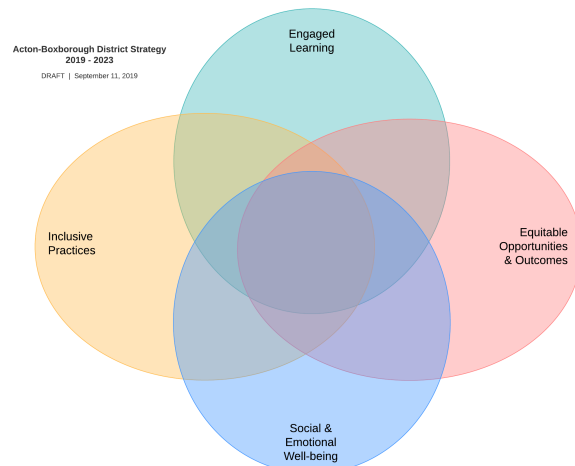 Acton-Boxborough District Strategy
2019 - 2023
DRAFT | September 11, 2019
Engaged
Learning
Inclusive
Practices
Equitable
Opportunities
& Outcomes
Social &
Emotional
Well-being